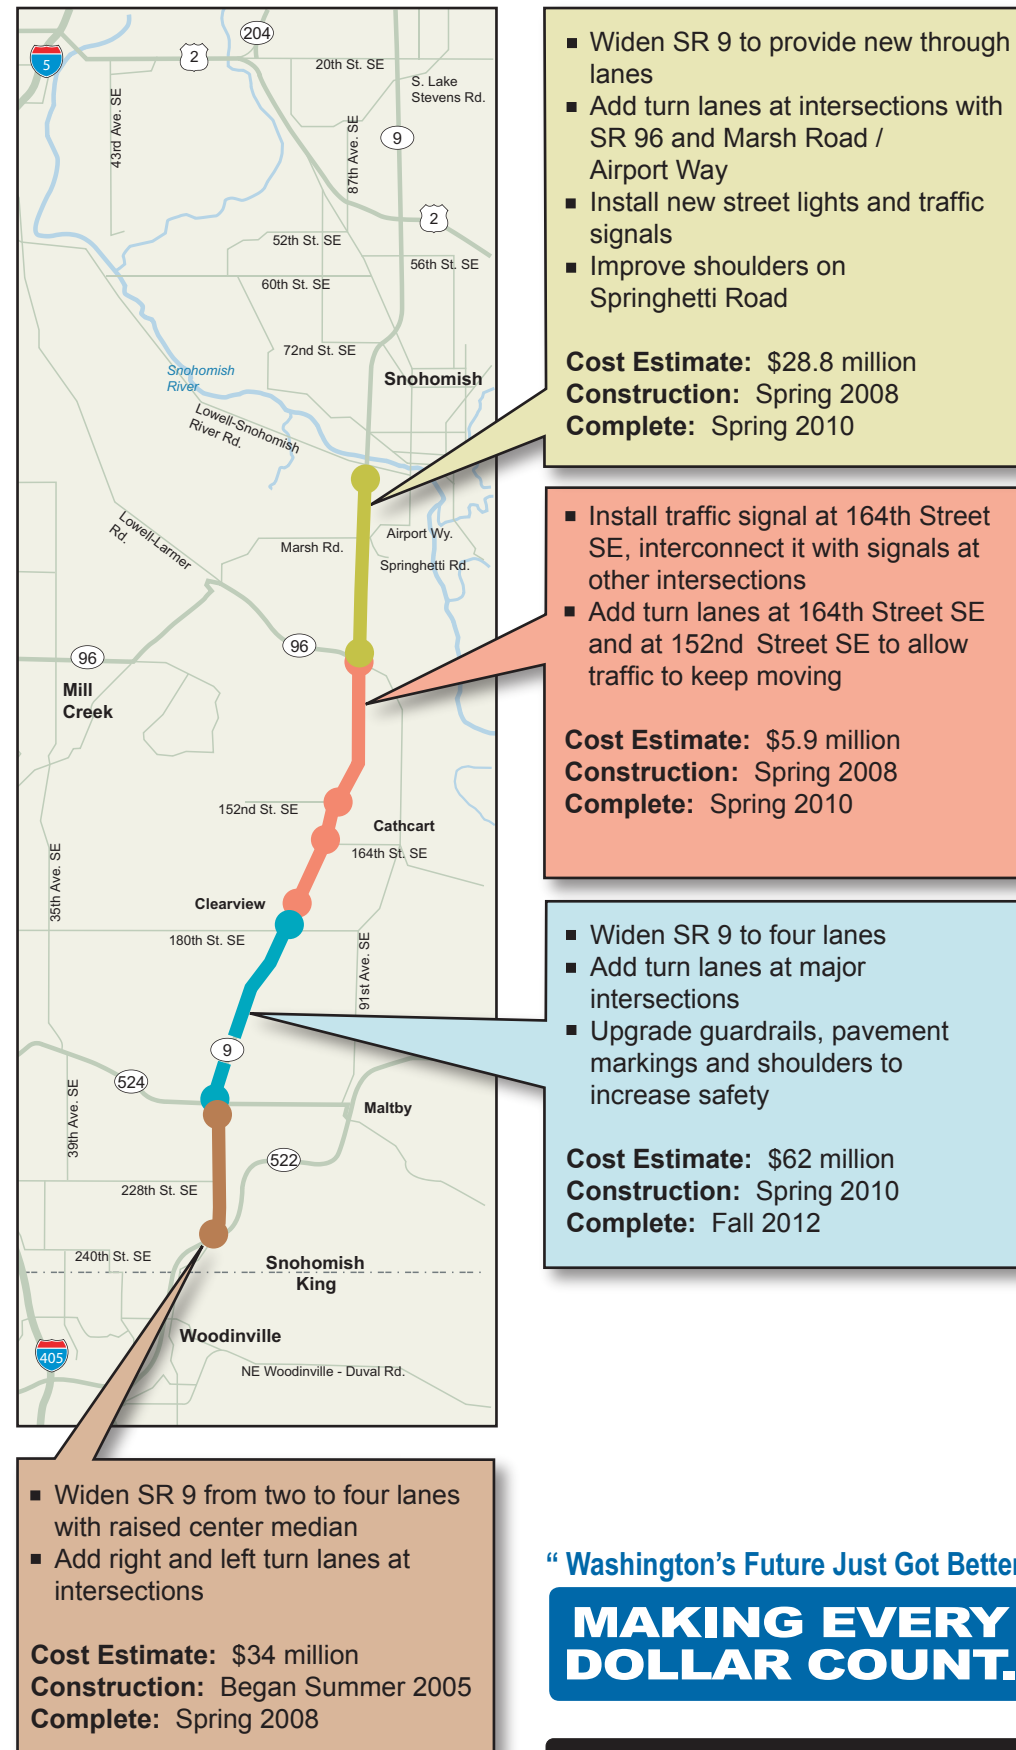 204
2
5
20th St. SE
S. Lake
Stevens Rd.
43rd Ave. SE
87th Ave. SE
9
2
52th St. SE
56th St. SE
60th St. SE
72nd St. SE
Snohomish
River
Snohomish
Lowell-Snohomish
River Rd.
Lowell-Larmer
Rd.
Airport Wy.
Marsh Rd.
Springhetti Rd.
96
96
Mill
Creek
152nd St. SE
Cathcart
164th St. SE
35th Ave. SE
Clearview
180th St. SE
91st Ave. SE
9
524
39th Ave. SE
Maltby
522
228th St. SE
240th St. SE
Snohomish
King
Woodinville
405
NE Woodinville - Duval Rd.
▪ Widen SR 9 to provide new through
lanes
▪ Add turn lanes at intersections with
SR 96 and Marsh Road /
Airport Way
▪ Install new street lights and traffic
signals
▪ Improve shoulders on
Springhetti Road
Cost Estimate: $28.8 million
Construction: Spring 2008
Complete: Spring 2010
▪ Install traffic signal at 164th Street
SE, interconnect it with signals at
other intersections
▪ Add turn lanes at 164th Street SE
and at 152nd Street SE to allow
traffic to keep moving
Cost Estimate: $5.9 million
Construction: Spring 2008
Complete: Spring 2010
▪ Widen SR 9 to four lanes
▪ Add turn lanes at major
intersections
▪ Upgrade guardrails, pavement
markings and shoulders to
increase safety
Cost Estimate: $62 million
Construction: Spring 2010
Complete: Fall 2012
▪ Widen SR 9 from two to four lanes
with raised center median
▪ Add right and left turn lanes at
intersections
Cost Estimate: $34 million
Construction: Began Summer 2005
Complete: Spring 2008
“ Washington’s Future Just Got Better
MAKING EVERY
DOLLAR COUNT.